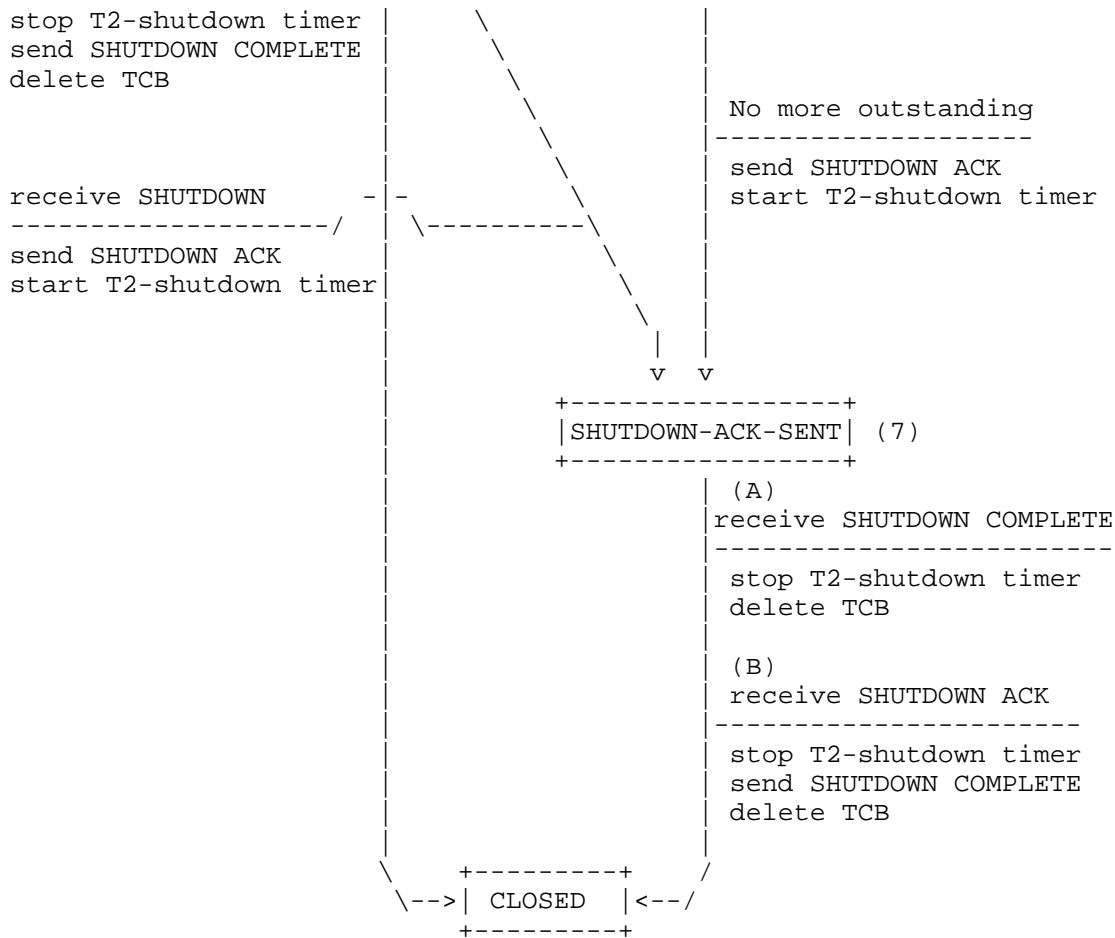 stop T2-shutdown timer
send SHUTDOWN COMPLETE
delete TCB
No more outstanding
send SHUTDOWN ACK
start T2-shutdown timer
receive SHUTDOWN
send SHUTDOWN ACK
start T2-shutdown timer
v v
SHUTDOWN-ACK-SENT (7)
(A)
receive SHUTDOWN COMPLETE
stop T2-shutdown timer
delete TCB
(B)
receive SHUTDOWN ACK
stop T2-shutdown timer
send SHUTDOWN COMPLETE
delete TCB
CLOSED